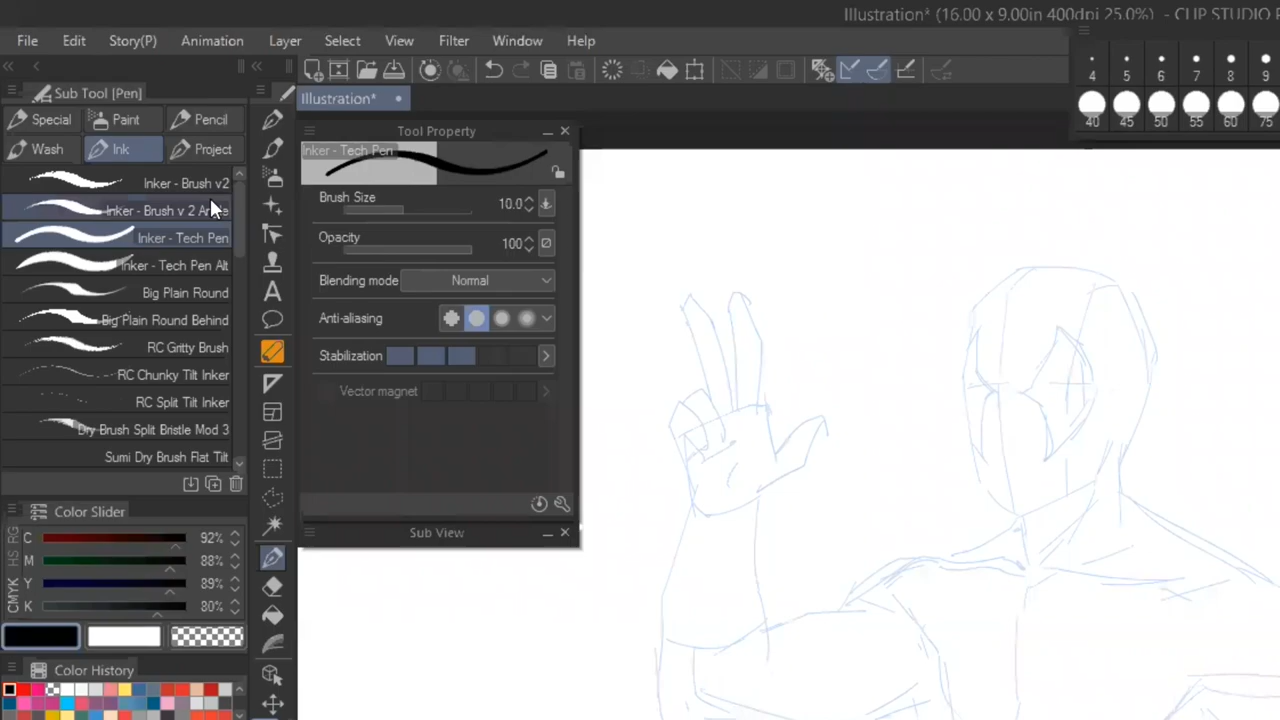 Illustration* (16.00 x 9.00in 400dpi 25.0%) - CLIP STUDIO
File Edit Story(P) Animation Layer Select View Filter Window Help
4 5 6 7 8 9
40 45 50 55 60 75
Sub Tool [Pen]
Illustration*
Special Paint Pencil
Wash Ink Project
Tool Property
Inker - Tech Pen
Inker - Brush v2
Inker - Brush v 2
Inker - Tech Pen
Inker - Tech Pen Alt
Big Plain Round
Big Plain Round Behind
RC Gritty Brush
RC Chunky Tilt Inker
RC Split Tilt Inker
Dry Brush Split Bristle Mod 3
Sumi Dry Brush Flat Tilt
Brush Size 10.0
Opacity 100
Blending mode Normal
Anti-aliasing
Stabilization
Vector magnet
Sub View
Color Slider
RG
HS
CMYK
C 92%
M 88%
Y 89%
K 80%
Color History